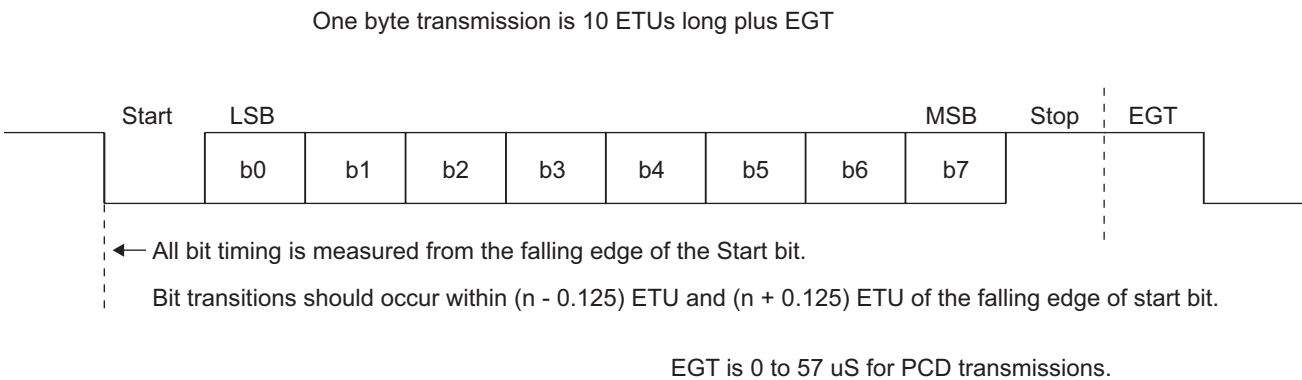 One byte transmission is 10 ETUs long plus EGT
Start LSB MSB Stop EGT
b0 b1 b2 b3 b4 b5 b6 b7
All bit timing is measured from the falling edge of the Start bit.
Bit transitions should occur within (n - 0.125) ETU and (n + 0.125) ETU of the falling edge of start bit.
EGT is 0 to 57 uS for PCD transmissions.